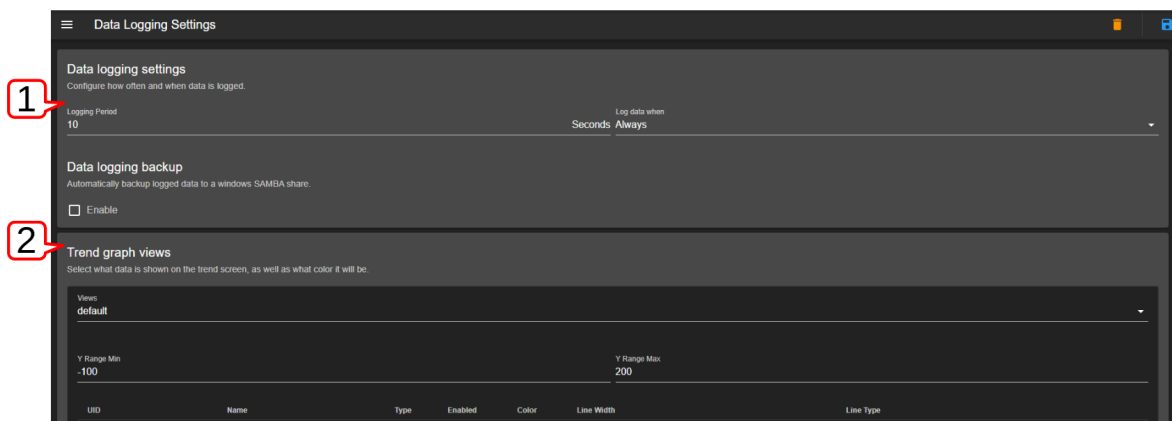 Data Logging Settings
Data logging settings
Configure how often and when data is logged.
1
Logging Period
Log data when
10
Seconds
Always
Data logging backup
Automatically backup logged data to a windows SAMBA share.
Enable
2
Trend graph views
Select what data is shown on the trend screen, as well as what color it will be.
Views
default
Y Range Min
Y Range Max
-100
200
UID Name Type Enabled Color Line Width Line Type